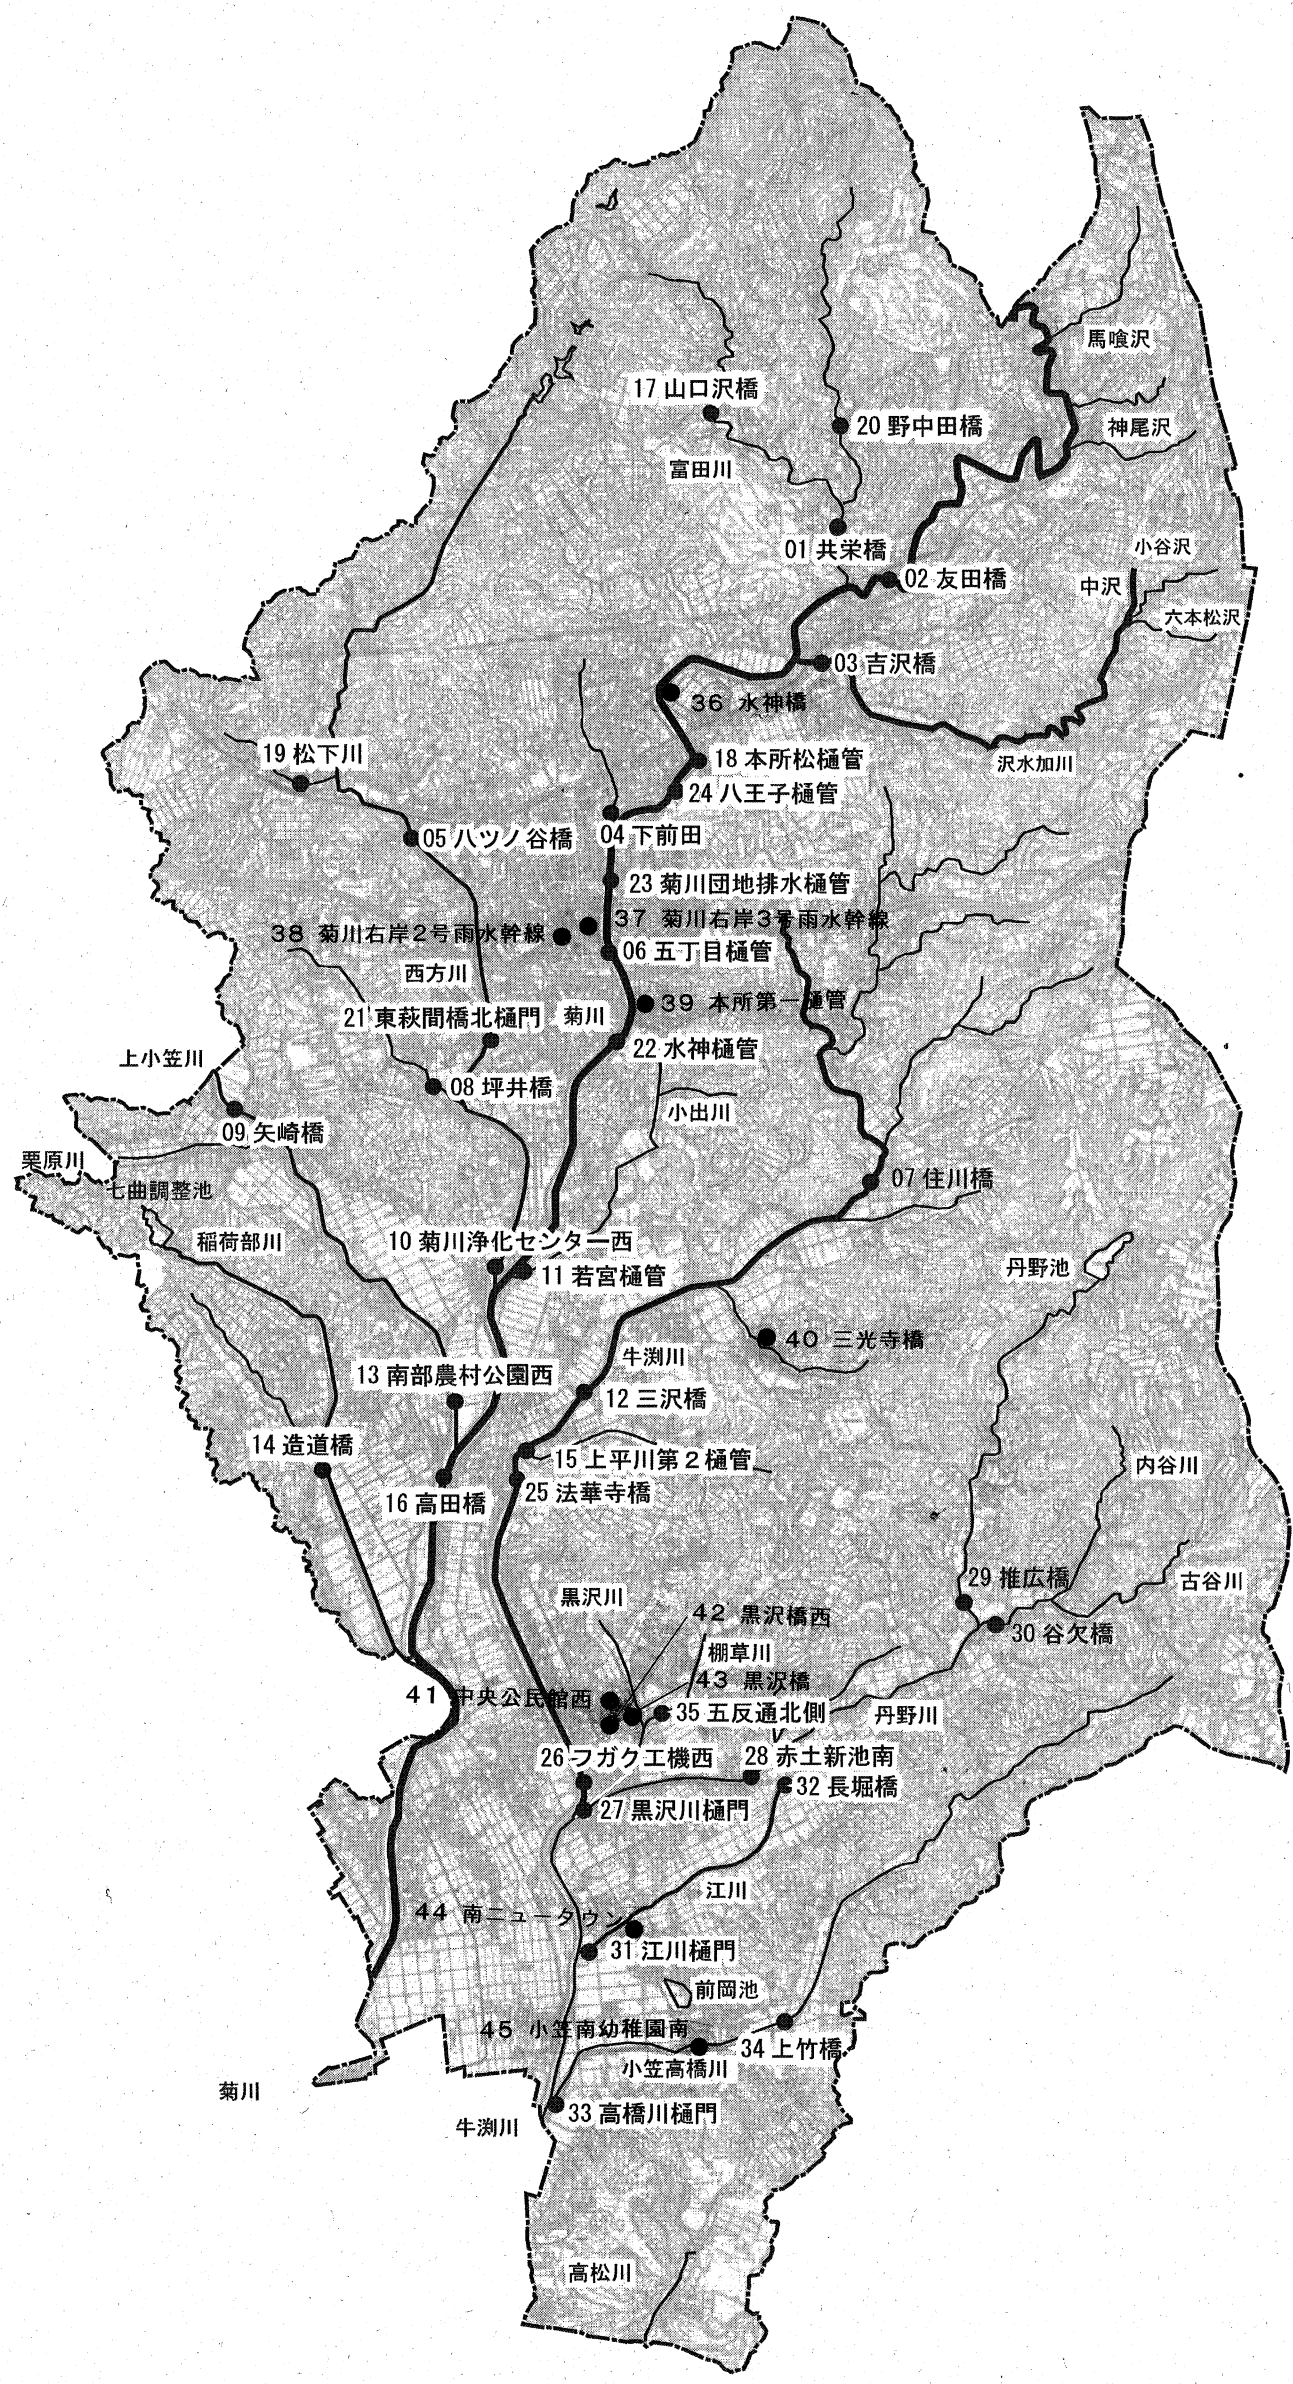 馬喰沢
17 山口沢橋
20 野中田橋
神尾沢
富田川
01 共栄橋
小谷沢
02 友田橋
中沢
六本松沢
03 吉沢橋
36 水神橋
19 松下川
18 本所松樋管
沢水加川
24 八王子樋管
05 八ツノ谷橋
04 下前田
23 菊川団地排水樋管
37 菊川右岸3号雨水幹線
38 菊川右岸2号雨水幹線
06 五丁目樋管
西方川
39 本所第一樋管
21 東萩間橋北樋門
菊川
22 水神樋管
上小笠川
08 坪井橋
小出川
09 矢崎橋
栗原川
07 住川橋
七曲調整池
稲荷部川
10 菊川浄化センター西
丹野池
11 若宮樋管
40 三光寺橋
牛渕川
13 南部農村公園西
12 三沢橋
14 造道橋
15 上平川第2樋管
内谷川
25 法華寺橋
16 高田橋
29 推広橋
古谷川
黒沢川
42 黒沢橋西
30 谷欠橋
棚草川
43 黒沢橋
41 中央公民館西
35 五反通北側
丹野川
26 フガク工機西
28 赤土新池南
32 長堀橋
27 黒沢川樋門
江川
44 南ニュータウン
31 江川樋門
前岡池
45 小笠南幼稚園南
34 上竹橋
小笠高橋川
菊川
33 高橋川樋門
牛渕川
高松川